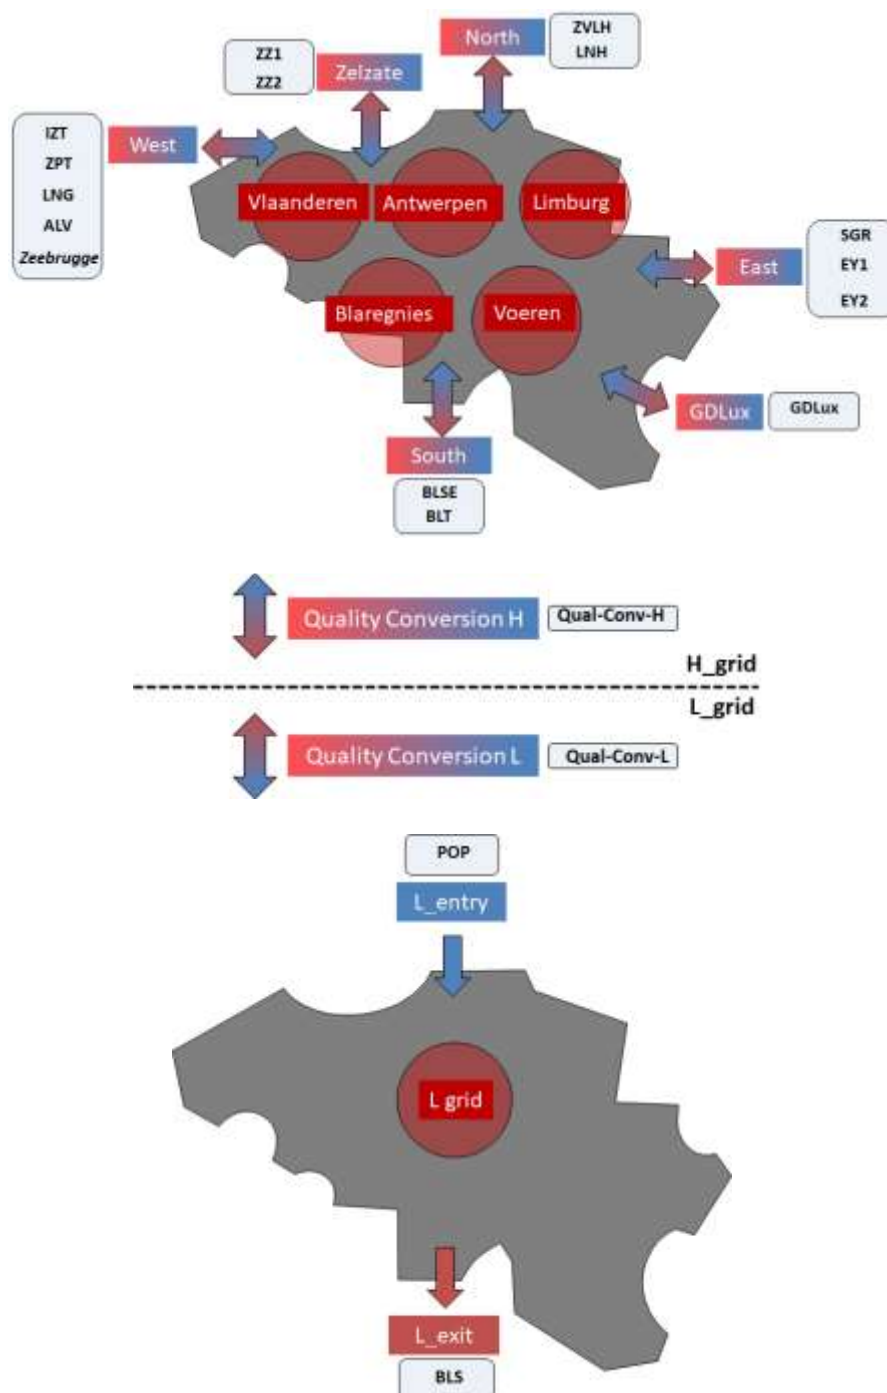 North
ZVLH
LNH
ZZ1
ZZ2
Zelzate
IZT
ZPT
LNG
ALV
Zeebrugge
West
Vlaanderen
Antwerpen
Limburg
SGR
EY1
EY2
East
Blaregnies
Voeren
GDLux
GDLux
South
BLSE
BLT
Quality Conversion H
Qual-Conv-H
H_grid
L_grid
Quality Conversion L
Qual-Conv-L
POP
L_entry
L grid
L_exit
BLS